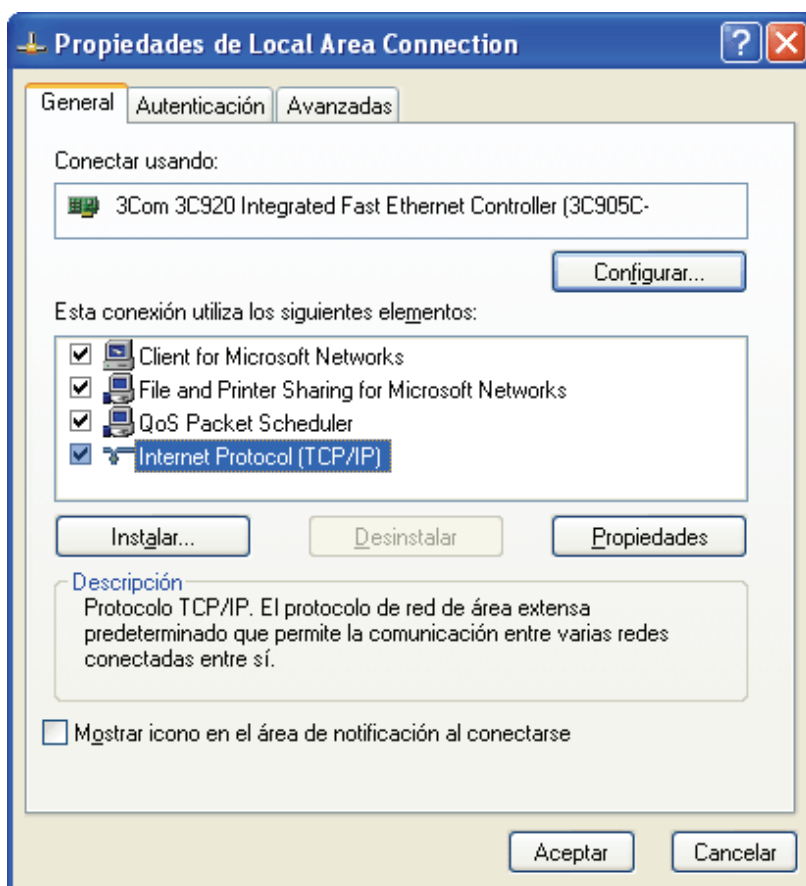 Propiedades de Local Area Connection
General Autenticación Avanzadas
Conectar usando:
3Com 3C920 Integrated Fast Ethernet Controller (3C905C-
Configurar...
Esta conexión utiliza los siguientes elementos:
Client for Microsoft Networks
File and Printer Sharing for Microsoft Networks
QoS Packet Scheduler
Internet Protocol (TCP/IP)
Instalar... Desinstalar Propiedades
Descripción
Protocolo TCP/IP. El protocolo de red de área extensa
predeterminado que permite la comunicación entre varias redes
conectadas entre sí.
Mostrar icono en el área de notificación al conectarse
Aceptar Cancelar